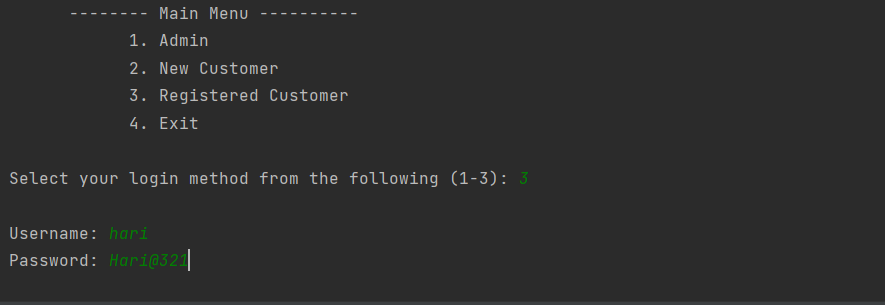 -------- Main Menu ----------
1. Admin
2. New Customer
3. Registered Customer
4. Exit
Select your login method from the following (1-3): 3
Username: hari
Password: Hari@321